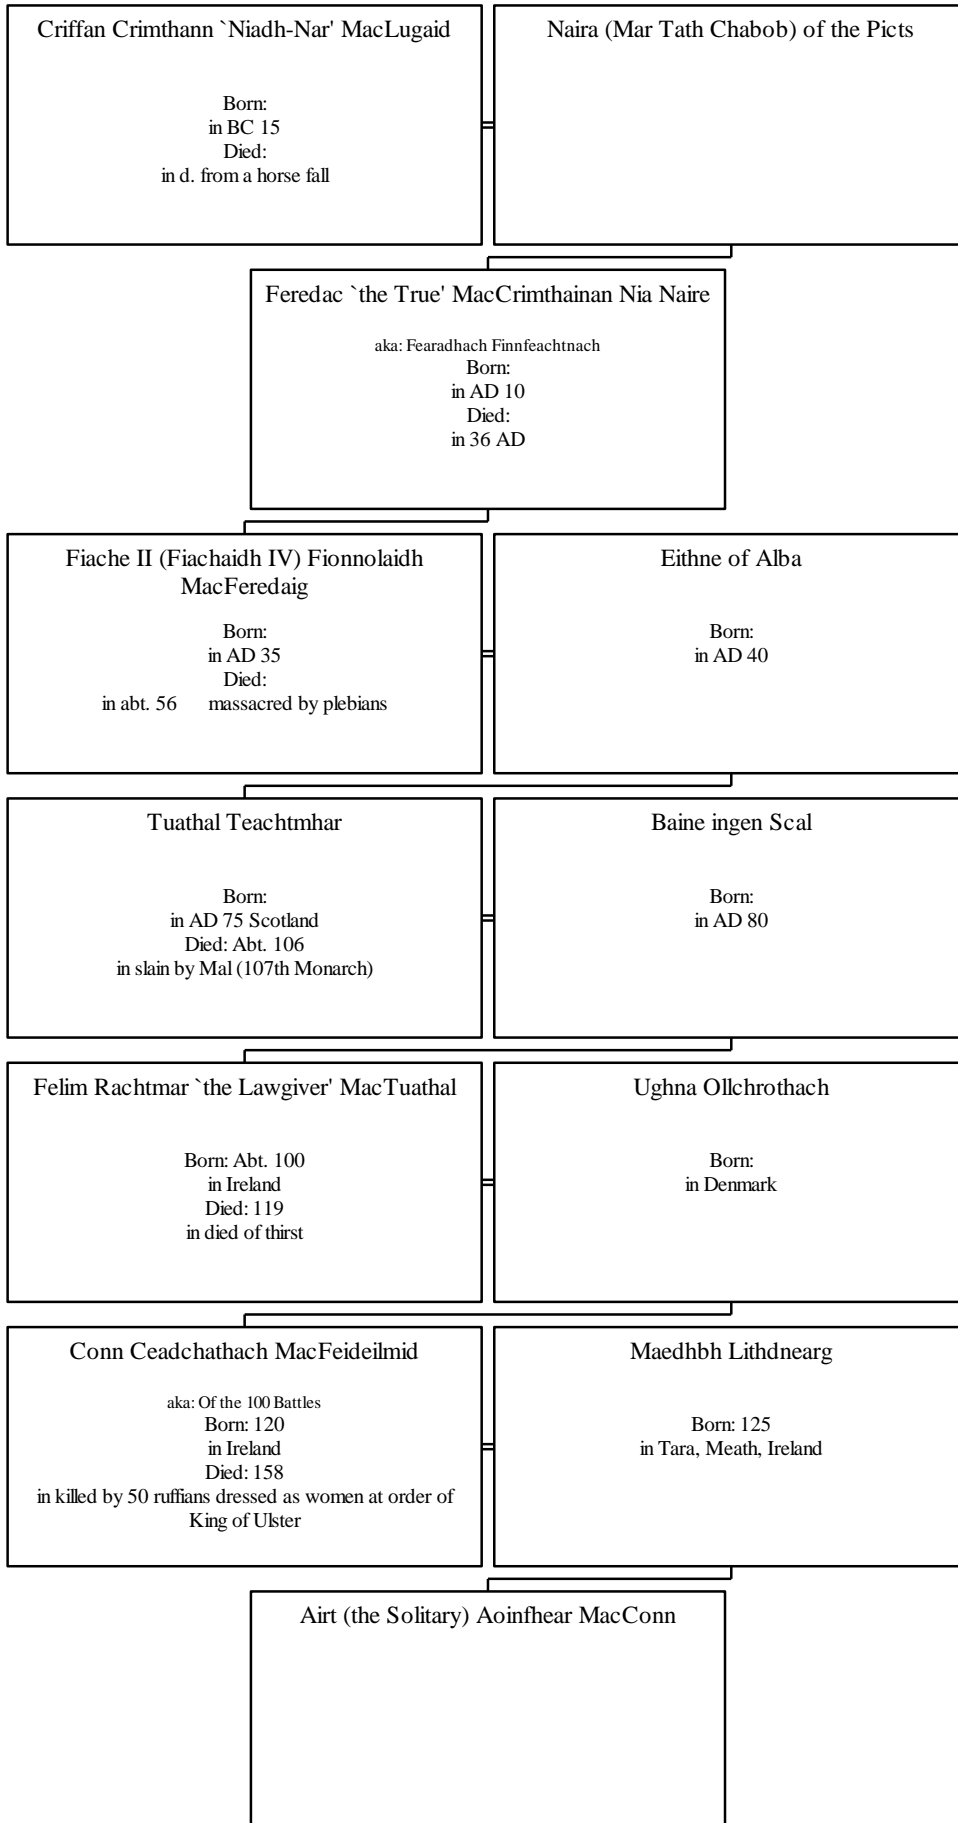 Criffan Crimthann `Niadh-Nar' MacLugaid
Born:
in BC 15
Died:
in d. from a horse fall
Naira (Mar Tath Chabob) of the Picts
Feredac `the True' MacCrimthainan Nia Naire
aka: Fearadhach Finnfeachtnach
Born:
in AD 10
Died:
in 36 AD
Fiache II (Fiachaidh IV) Fionnolaidh
MacFeredaig
Born:
in AD 35
Died:
in abt. 56 massacred by plebians
Eithne of Alba
Born:
in AD 40
Tuathal Teachtmhar
Born:
in AD 75 Scotland
Died: Abt. 106
in slain by Mal (107th Monarch)
Baine ingen Scal
Born:
in AD 80
Felim Rachtmar `the Lawgiver' MacTuathal
Born: Abt. 100
in Ireland
Died: 119
in died of thirst
Ughna Ollchrothach
Born:
in Denmark
Conn Ceadchathach MacFeideilmid
aka: Of the 100 Battles
Born: 120
in Ireland
Died: 158
in killed by 50 ruffians dressed as women at order of
King of Ulster
Maedhbh Lithdnearg
Born: 125
in Tara, Meath, Ireland
Airt (the Solitary) Aoinfhear MacConn